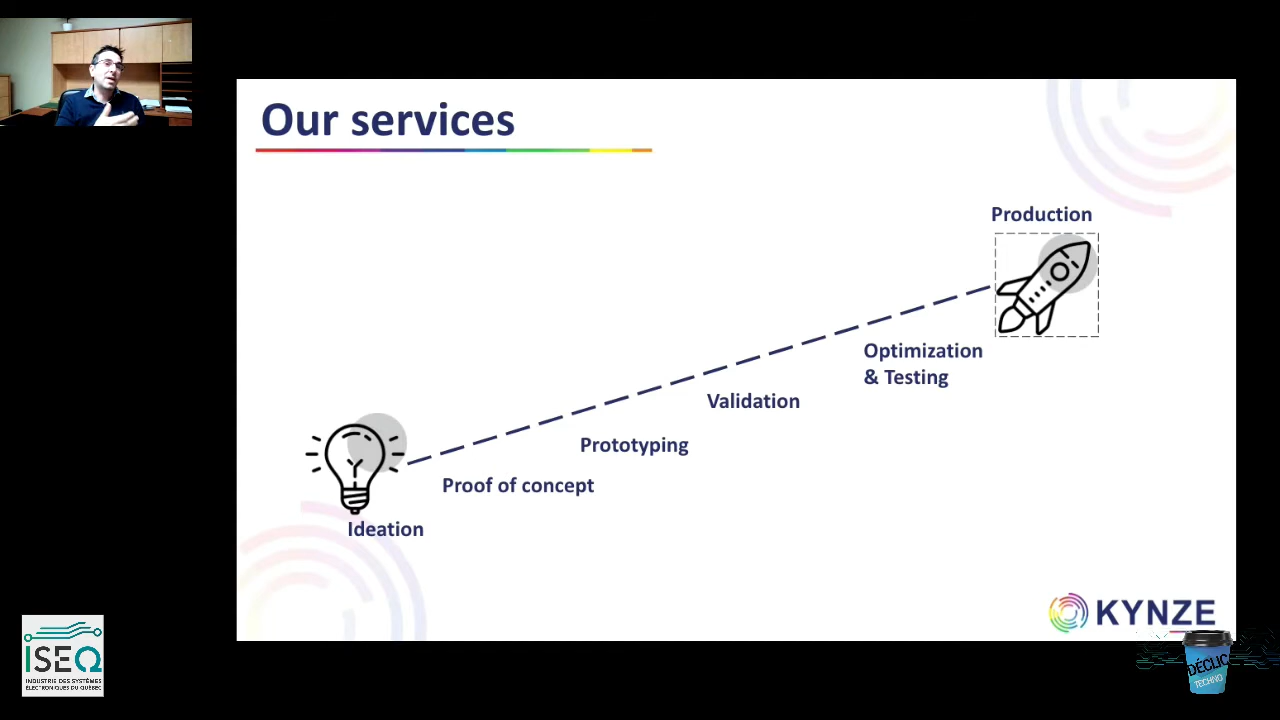 Our services
Production
Optimization
& Testing
Validation
Prototyping
Proof of concept
Ideation
KYNZE
ISEQ
INDUSTRIE DES SYSTÈMES
ÉLECTRONIQUES DU QUÉBEC
DÉCLIC
TECHNO